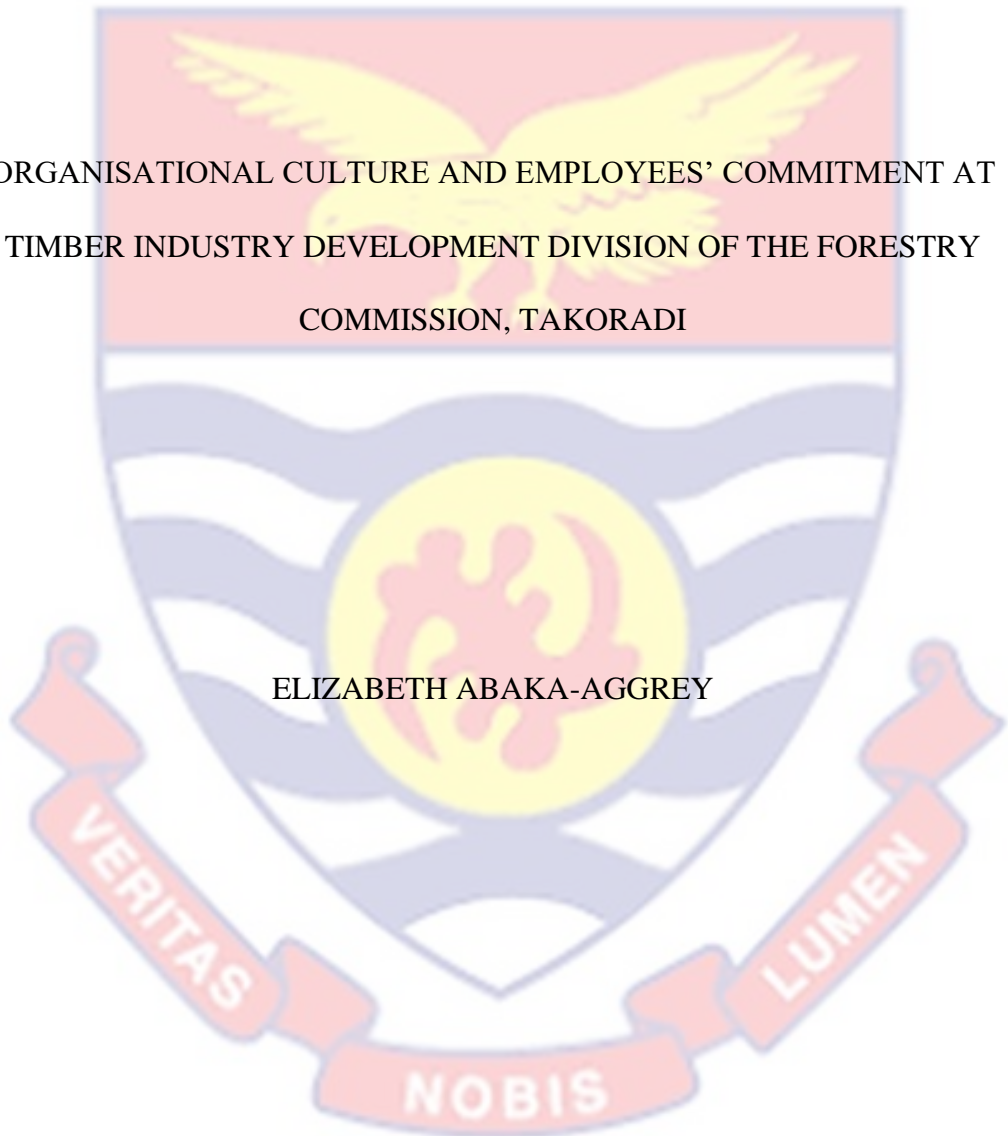 ORGANISATIONAL CULTURE AND EMPLOYEES’ COMMITMENT AT
TIMBER INDUSTRY DEVELOPMENT DIVISION OF THE FORESTRY
COMMISSION, TAKORADI
ELIZABETH ABAKA-AGGREY
VERITAS
NOBIS
LUMEN